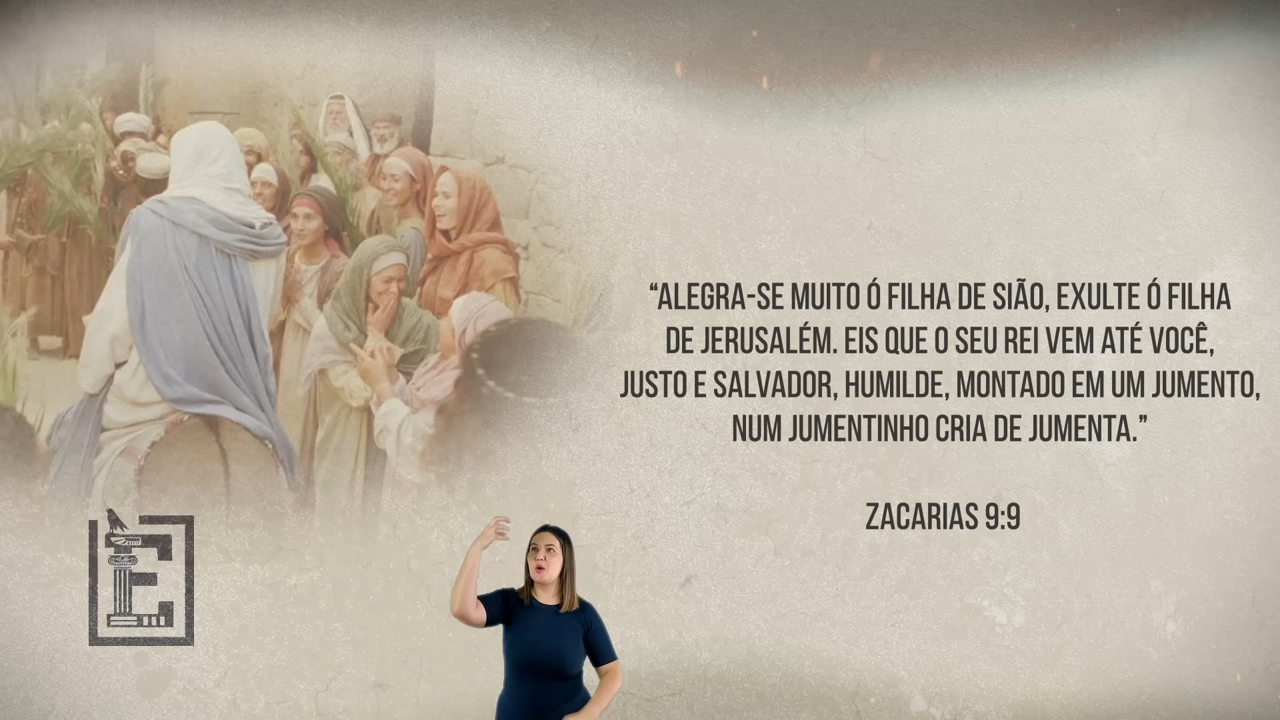 “ALEGRA-SE MUITO Ó FILHA DE SIÃO, EXULTE Ó FILHA
DE JERUSALÉM. EIS QUE O SEU REI VEM ATÉ VOCÊ,
JUSTO E SALVADOR, HUMILDE, MONTADO EM UM JUMENTO,
NUM JUMENTINHO CRIA DE JUMENTA.”
ZACARIAS 9:9
E